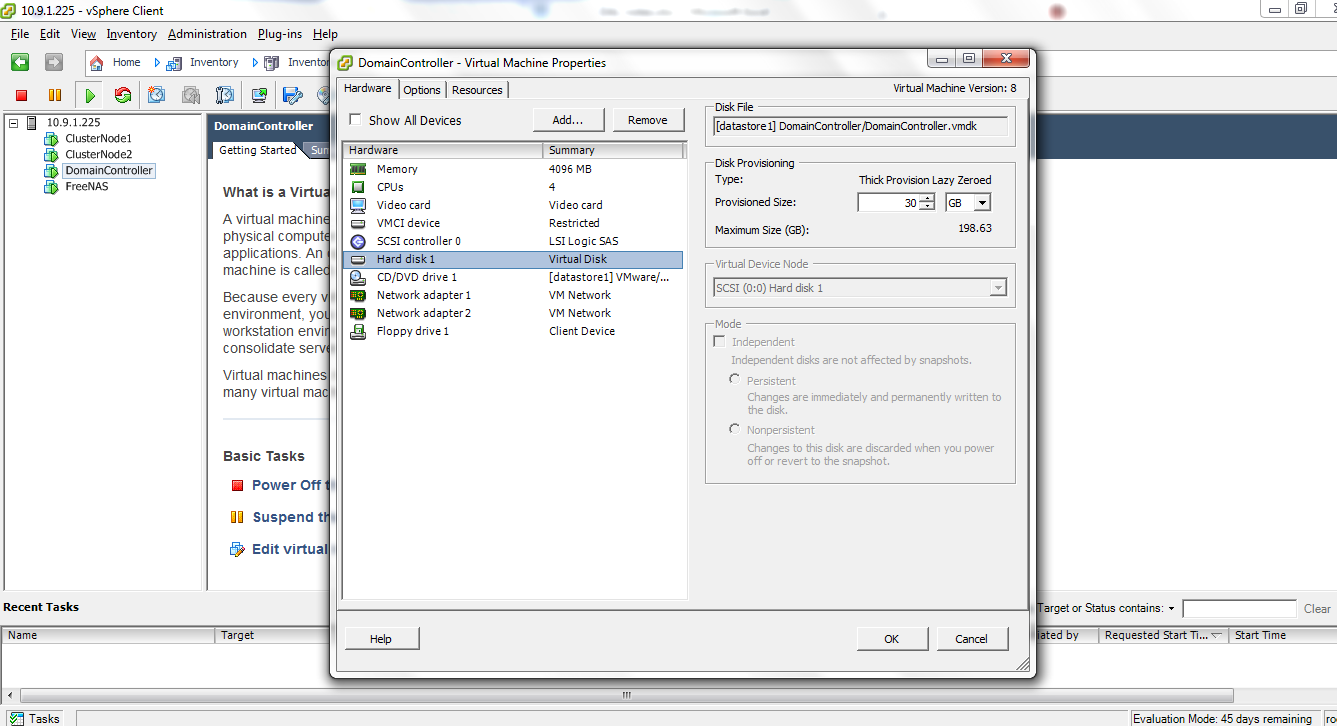 10.9.1.225 - vSphere Client
File Edit View Inventory Administration Plug-ins Help
Home Inventory
10.9.1.225
ClusterNode1
ClusterNode2
DomainController
FreeNAS
DomainController
Getting Started
What is a
A virtual machine
physical
applications. An
machine is called
Because every
environment, you
workstation
consolidate
Virtual machines
many virtual
Basic Tasks
Power Off
Suspend
Edit virtual
DomainController - Virtual Machine Properties
Hardware Options Resources
Virtual Machine Version: 8
Show All Devices
Add...
Remove
Hardware Summary
Memory 4096 MB
CPUs 4
Video card Video card
VMCI device Restricted
SCSI controller 0 LSI Logic SAS
Hard disk 1 Virtual Disk
CD/DVD drive 1 [datastore1] VMware/...
Network adapter 1 VM Network
Network adapter 2 VM Network
Floppy drive 1 Client Device
Disk File
[datastore1] DomainController/DomainController.vmdk
Disk Provisioning
Type: Thick Provision Lazy Zeroed
Provisioned Size: 30 GB
Maximum Size (GB): 198.63
Virtual Device Node
SCSI (0:0) Hard disk 1
Mode
Independent
Independent disks are not affected by snapshots.
Persistent
Changes are immediately and permanently written to
the disk.
Nonpersistent
Changes to this disk are discarded when you power
off or revert to the snapshot.
Help
OK
Cancel
Recent Tasks
Target or Status contains: Clear
Name Target by Requested Start Ti... Start Time
Tasks
Evaluation Mode: 45 days remaining